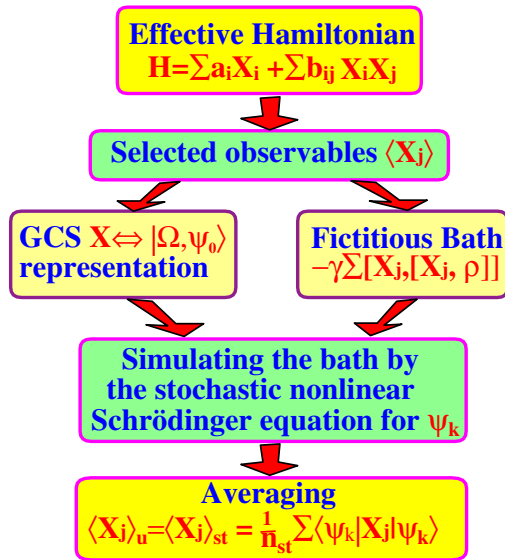 Effective Hamiltonian
H=∑aᵢXᵢ +∑bᵢⱼ XᵢXⱼ
Selected observables ⟨Xⱼ⟩
GCS X⇔ |Ω,ψ₀⟩
representation
Fictitious Bath
−γ∑[Xⱼ,[Xⱼ, ρ]]
Simulating the bath by
the stochastic nonlinear
Schrödinger equation for ψₖ
Averaging
⟨Xⱼ⟩ᵤ=⟨Xⱼ⟩ₛₜ = 1/nₛₜ ∑⟨ψₖ|Xⱼ|ψₖ⟩